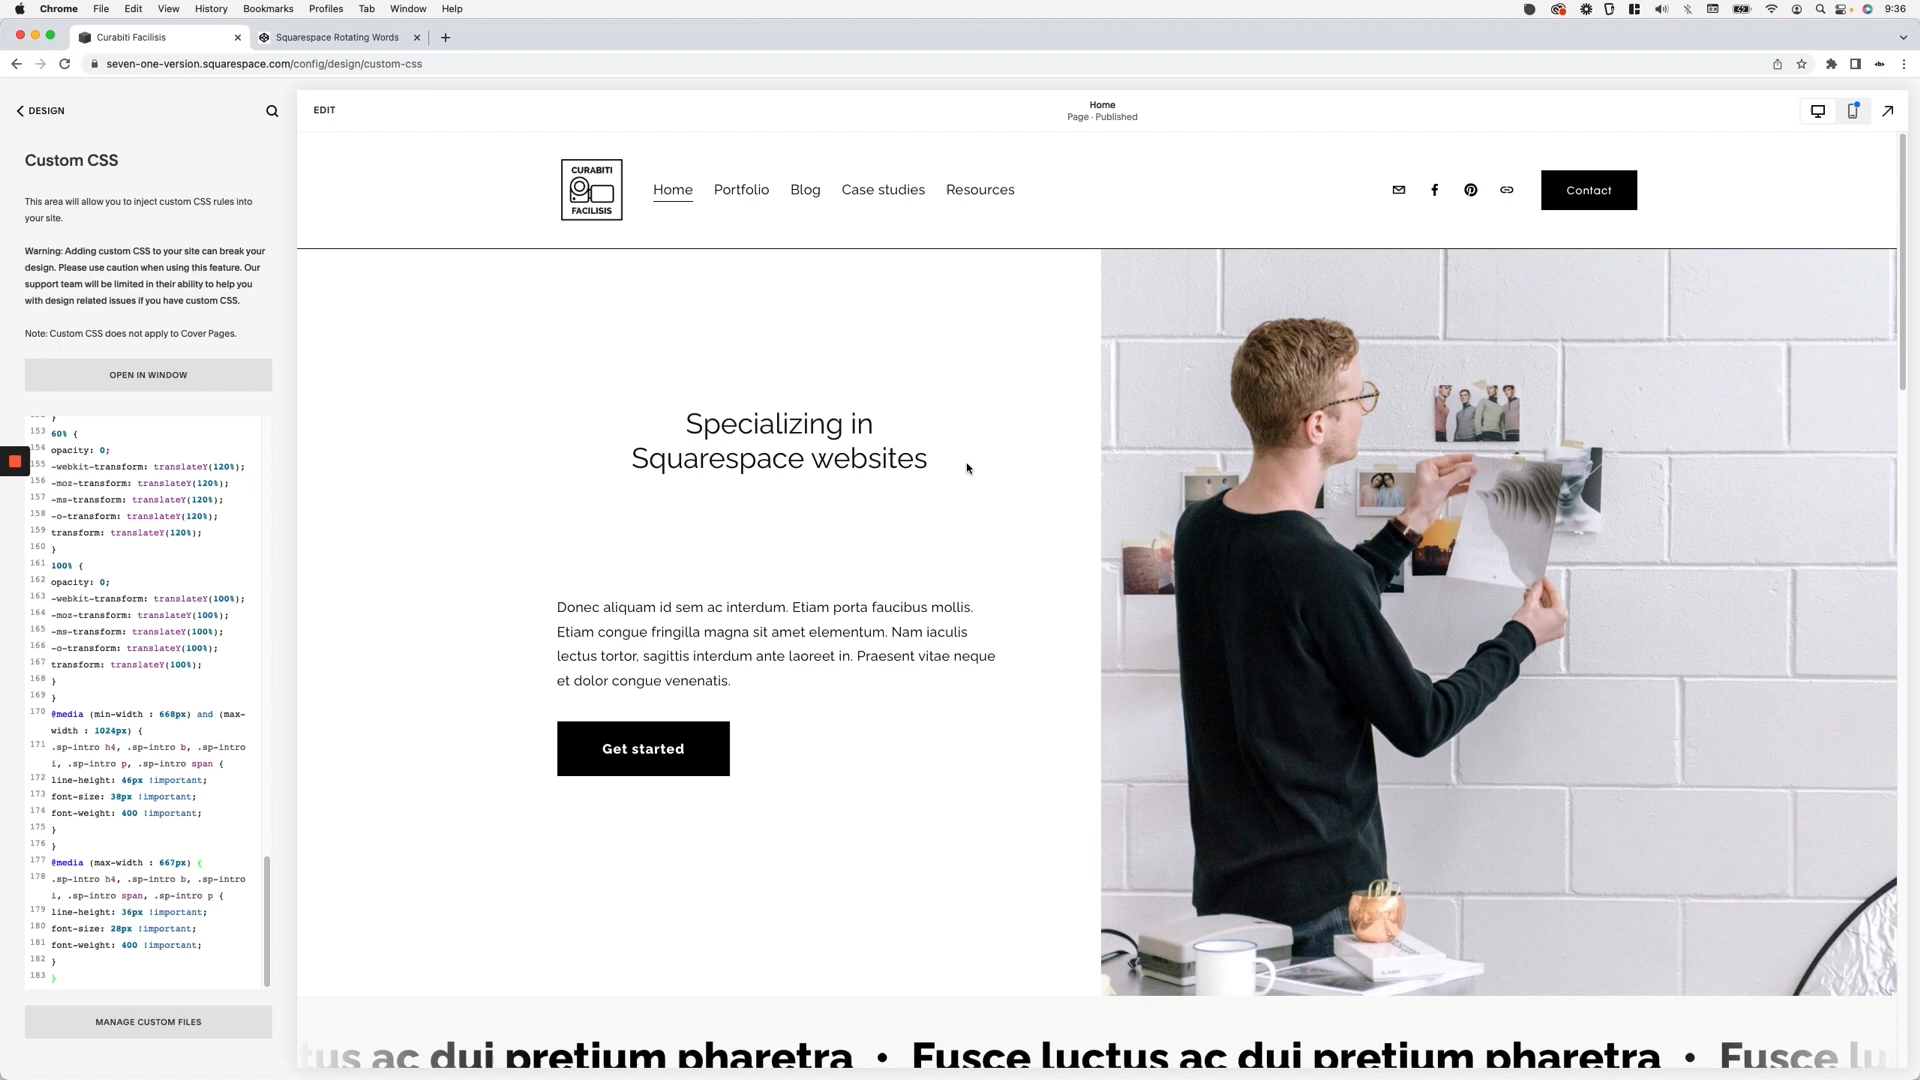 Chrome File Edit View History Bookmarks Profiles Tab Window Help
9:36
Curabiti Facilisis
Squarespace Rotating Words
seven-one-version.squarespace.com/config/design/custom-css
DESIGN
Custom CSS
This area will allow you to inject custom CSS rules into
your site.
Warning: Adding custom CSS to your site can break your
design. Please use caution when using this feature. Our
support team will be limited in their ability to help you
with design related issues if you have custom CSS.
Note: Custom CSS does not apply to Cover Pages.
OPEN IN WINDOW
153 60% {
154 opacity: 0;
155 -webkit-transform: translateY(120%);
156 -moz-transform: translateY(120%);
157 -ms-transform: translateY(120%);
158 -o-transform: translateY(120%);
159 transform: translateY(120%);
160 }
161 100% {
162 opacity: 0;
163 -webkit-transform: translateY(100%);
164 -moz-transform: translateY(100%);
165 -ms-transform: translateY(100%);
166 -o-transform: translateY(100%);
167 transform: translateY(100%);
168 }
169 }
170 @media (min-width : 668px) and (max-
width : 1024px) {
171 .sp-intro h4, .sp-intro b, .sp-intro
i, .sp-intro p, .sp-intro span {
172 line-height: 46px !important;
173 font-size: 38px !important;
174 font-weight: 400 !important;
175 }
176 }
177 @media (max-width : 667px) {
178 .sp-intro h4, .sp-intro b, .sp-intro
i, .sp-intro span, .sp-intro p {
179 line-height: 36px !important;
180 font-size: 28px !important;
181 font-weight: 400 !important;
182 }
183 }
MANAGE CUSTOM FILES
EDIT
Home
Page · Published
CURABITI
FACILISIS
Home Portfolio Blog Case studies Resources
Contact
Specializing in
Squarespace websites
Donec aliquam id sem ac interdum. Etiam porta faucibus mollis.
Etiam congue fringilla magna sit amet elementum. Nam iaculis
lectus tortor, sagittis interdum ante laoreet in. Praesent vitae neque
et dolor congue venenatis.
Get started
tus ac dui pretium pharetra • Fusce luctus ac dui pretium pharetra • Fusce lu